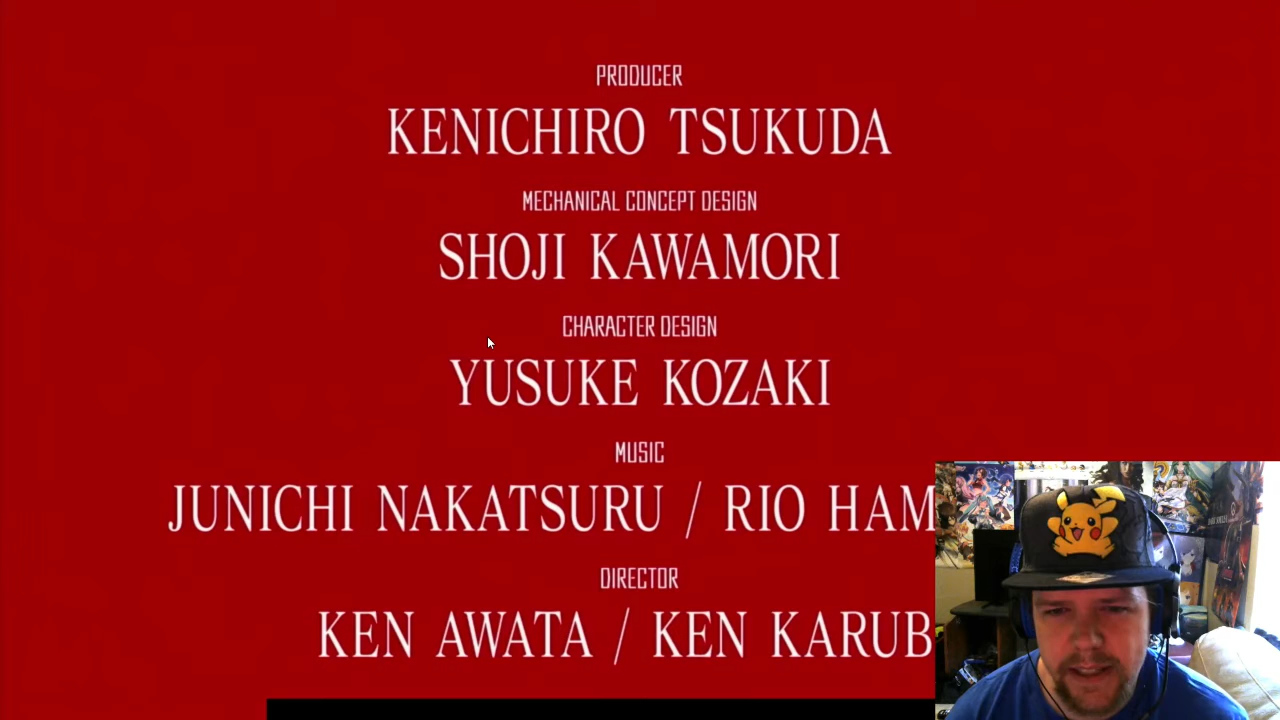 PRODUCER
KENICHIRO TSUKUDA
MECHANICAL CONCEPT DESIGN
SHOJI KAWAMORI
CHARACTER DESIGN
YUSUKE KOZAKI
MUSIC
JUNICHI NAKATSURU / RIO HAM
DIRECTOR
KEN AWATA / KEN KARUB